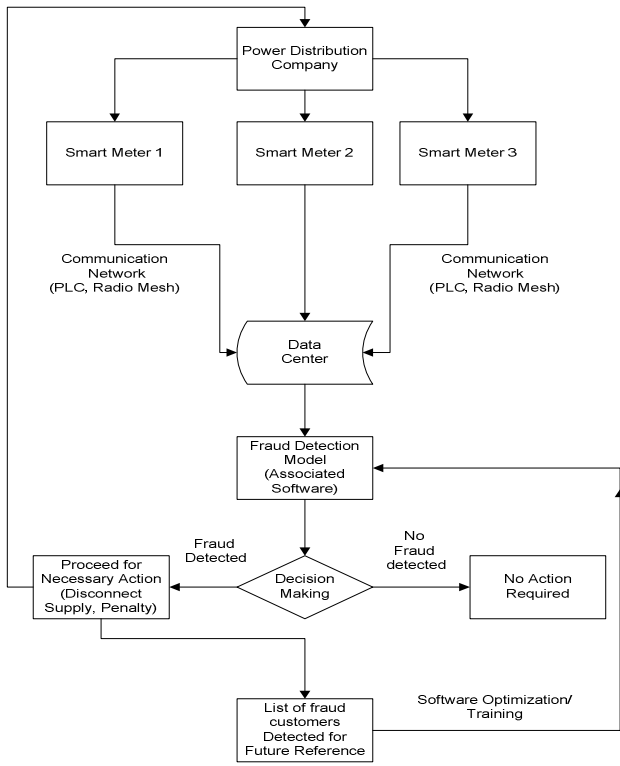 Power Distribution
Company
Smart Meter 1
Smart Meter 2
Smart Meter 3
Communication
Network
(PLC, Radio Mesh)
Communication
Network
(PLC, Radio Mesh)
Data
Center
Fraud Detection
Model
(Associated
Software)
Fraud
Detected
No
Fraud
detected
Proceed for
Necessary Action
(Disconnect
Supply, Penalty)
Decision
Making
No Action
Required
List of fraud
customers
Detected for
Future Reference
Software Optimization/
Training